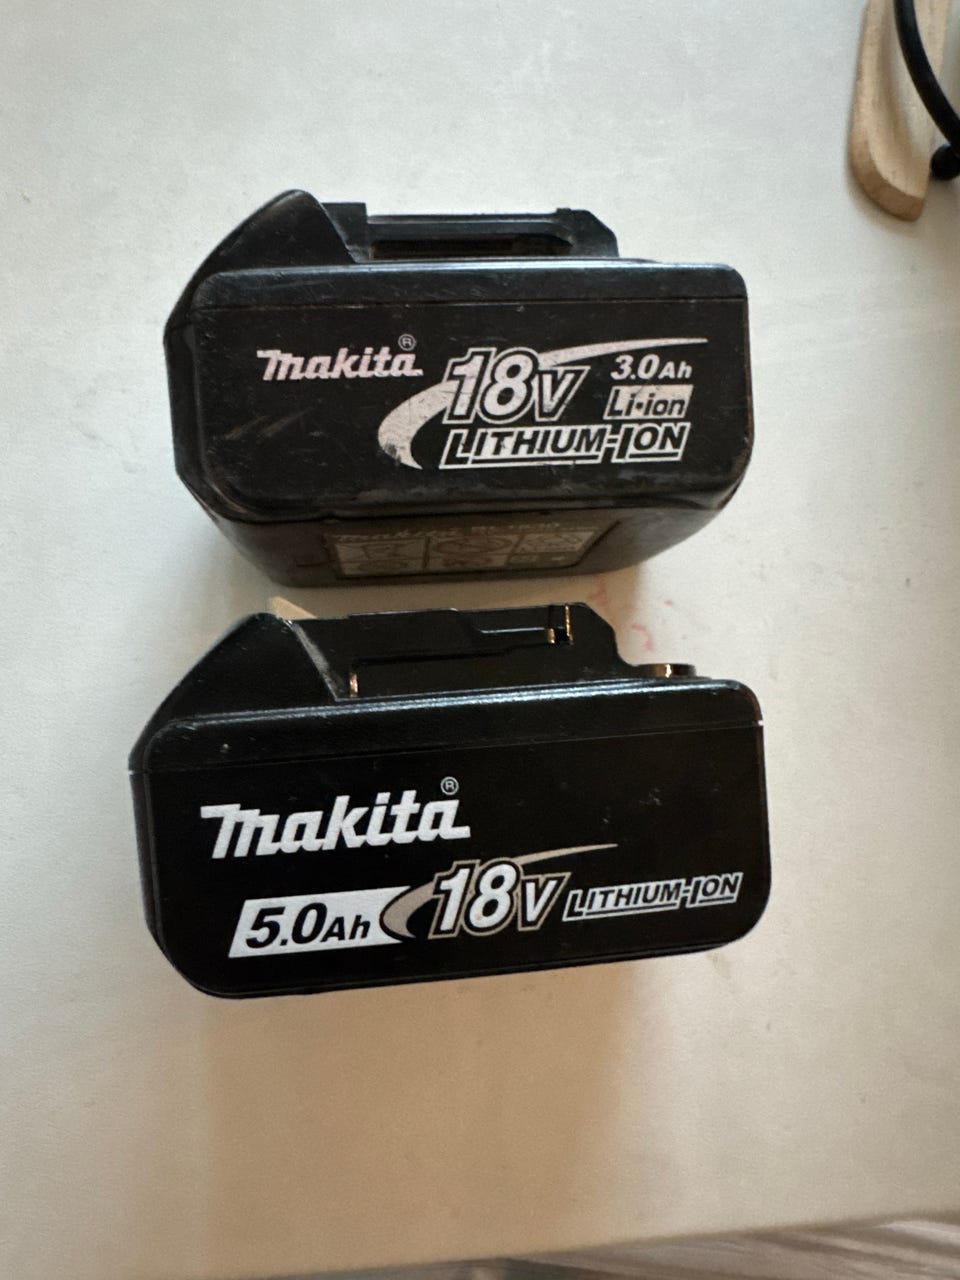 makita®
18V 3.0Ah
Li-ion
LITHIUM-ION
makita®
5.0Ah 18V LITHIUM-ION